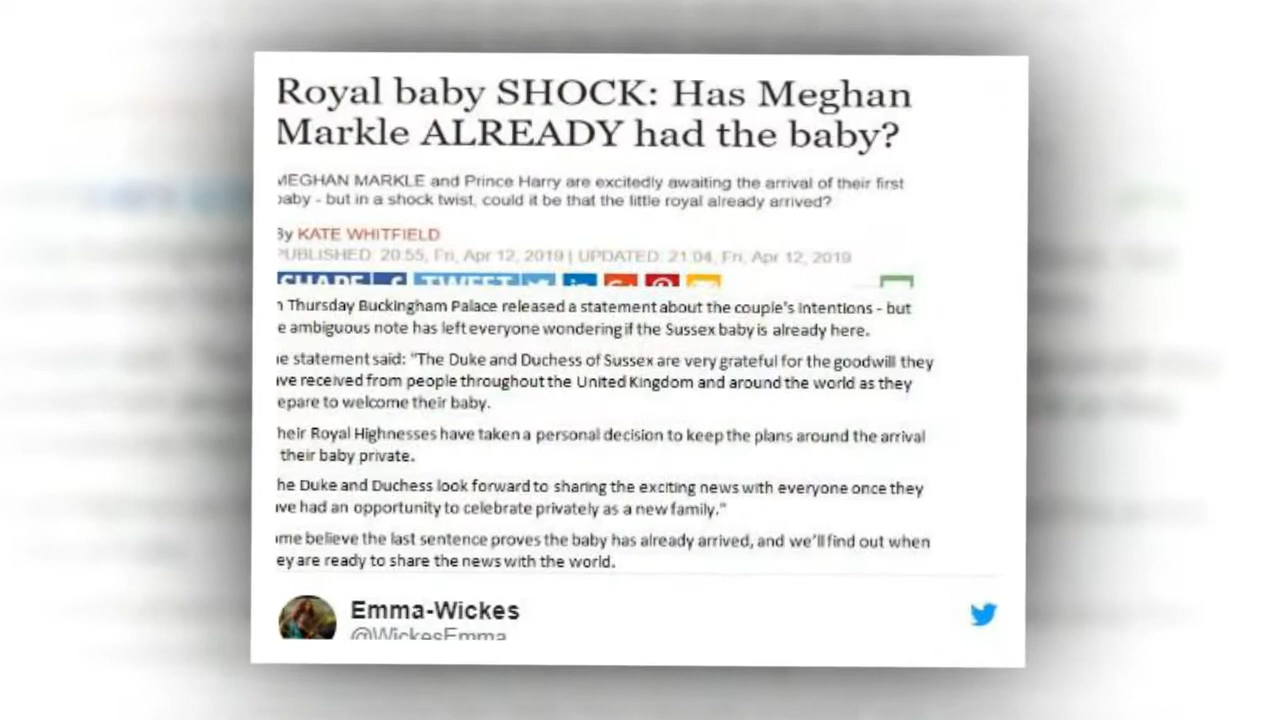 Royal baby SHOCK: Has Meghan
Markle ALREADY had the baby?
MEGHAN MARKLE and Prince Harry are excitedly awaiting the arrival of their first
baby - but in a shock twist, could it be that the little royal already arrived?
By KATE WHITFIELD
PUBLISHED: 20:55, Fri, Apr 12, 2019 | UPDATED: 21:04, Fri, Apr 12, 2019
SHARE f TWEET in G+
n Thursday Buckingham Palace released a statement about the couple's intentions - but
e ambiguous note has left everyone wondering if the Sussex baby is already here.
e statement said: "The Duke and Duchess of Sussex are very grateful for the goodwill they
ve received from people throughout the United Kingdom and around the world as they
epare to welcome their baby.
heir Royal Highnesses have taken a personal decision to keep the plans around the arrival
their baby private.
he Duke and Duchess look forward to sharing the exciting news with everyone once they
ve had an opportunity to celebrate privately as a new family."
me believe the last sentence proves the baby has already arrived, and we'll find out when
ey are ready to share the news with the world.
Emma-Wickes
@WickesEmma